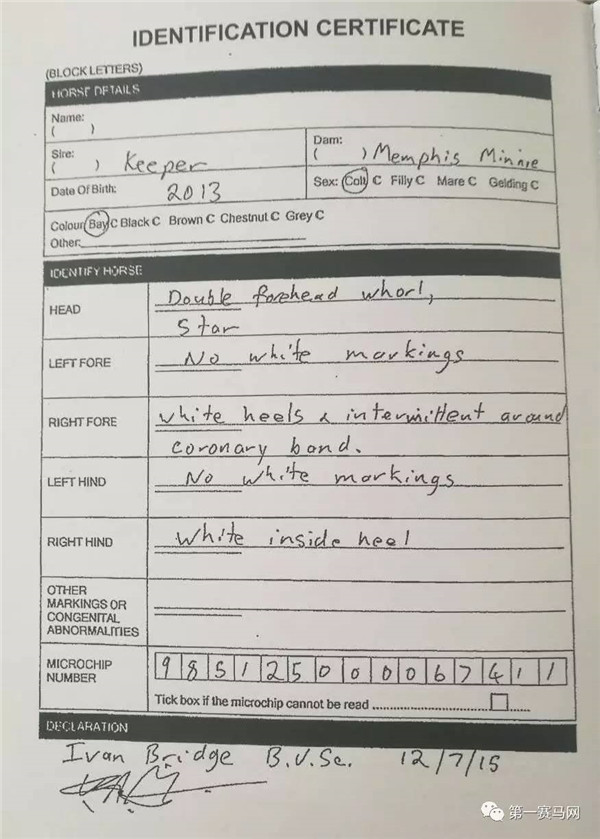 IDENTIFICATION CERTIFICATE
(BLOCK LETTERS)
HORSE DETAILS
Name:
( )
Sire:
( ) Keeper
Dam:
( ) Memphis Minnie
Date Of Birth: 2013
Sex: Colt C Filly C Mare C Gelding C
Colour Bay C Black C Brown C Chestnut C Grey C
Other:
IDENTIFY HORSE
HEAD
Double forehead whorl,
star
LEFT FORE
No white markings
RIGHT FORE
white heels & intermittent around
coronary band.
LEFT HIND
No white markings
RIGHT HIND
White inside heel
OTHER
MARKINGS OR
CONGENITAL
ABNORMALITIES
MICROCHIP
NUMBER
985125000067411
Tick box if the microchip cannot be read
DECLARATION
Ivan Bridge B.V.Sc. 12/7/15
第一赛马网